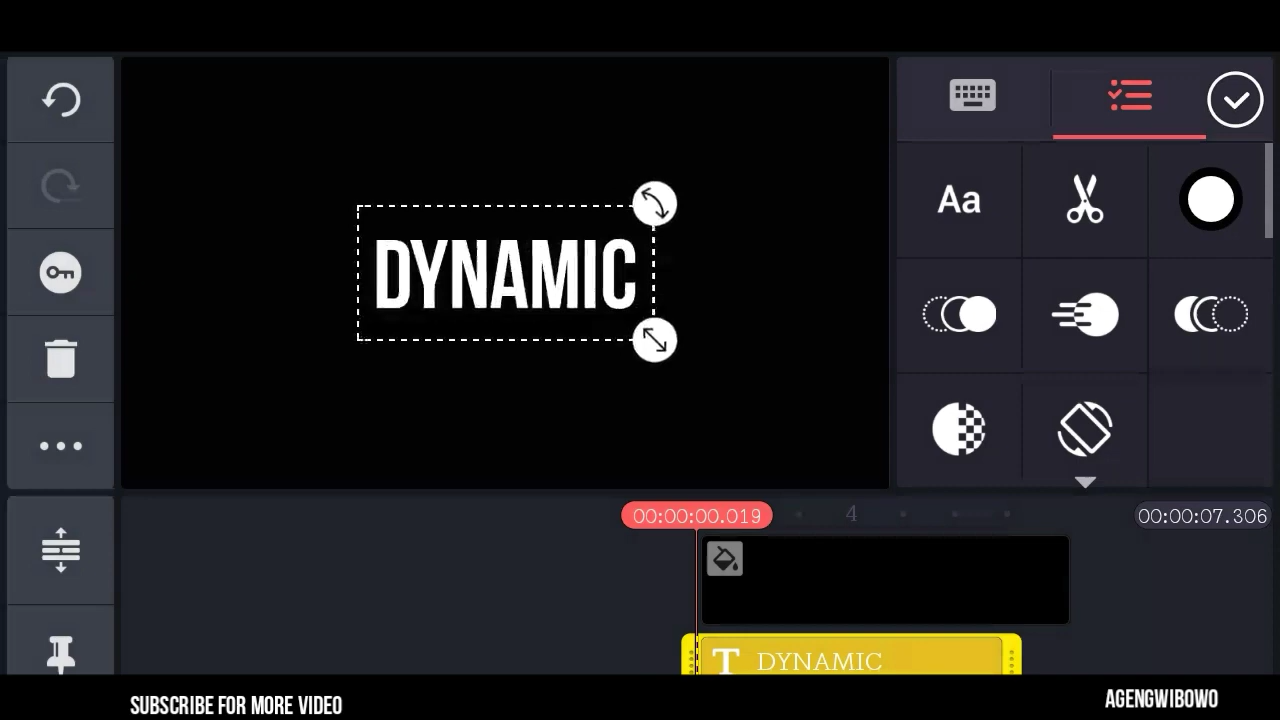 DYNAMIC
Aa
00:00:00.019
4
00:00:07.306
T DYNAMIC
SUBSCRIBE FOR MORE VIDEO
AGENGWIBOWO